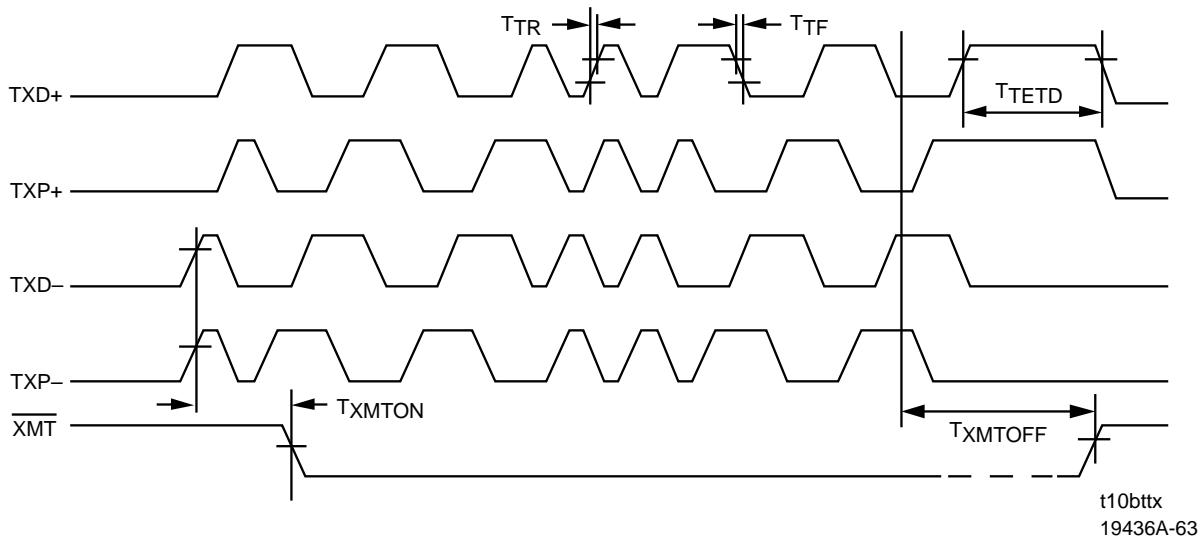 TTR
TTF
TXD+
TTETD
TXP+
TXD–
TXP–
TXMTON
XMT
TXMTOFF
t10bttx
19436A-63